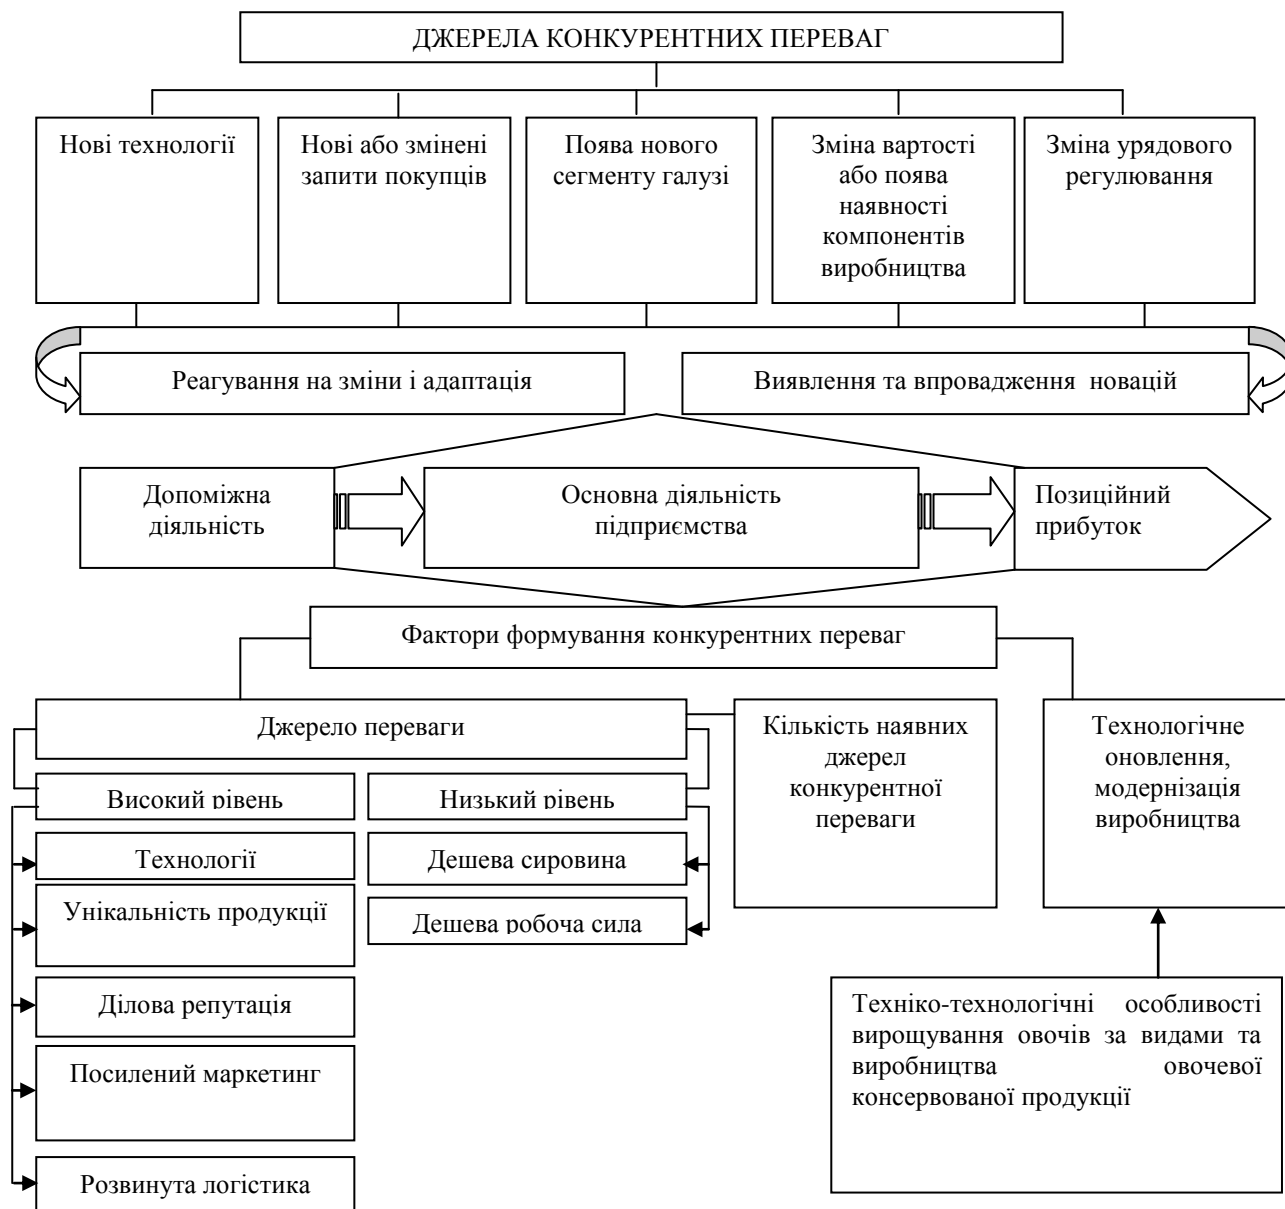 ДЖЕРЕЛА КОНКУРЕНТНИХ ПЕРЕВАГ
Нові технології
Нові або змінені
запити покупців
Поява нового
сегменту галузі
Зміна вартості
або поява
наявності
компонентів
виробництва
Зміна урядового
регулювання
Реагування на зміни і адаптація
Виявлення та впровадження новацій
Допоміжна
діяльність
Основна діяльність
підприємства
Позиційний
прибуток
Фактори формування конкурентних переваг
Джерело переваги
Високий рівень
Технології
Унікальність продукції
Ділова репутація
Посилений маркетинг
Розвинута логістика
Низький рівень
Дешева сировина
Дешева робоча сила
Кількість наявних
джерел
конкурентної
переваги
Технологічне
оновлення,
модернізація
виробництва
Техніко-технологічні особливості
вирощування овочів за видами та
виробництва овочевої
консервованої продукції